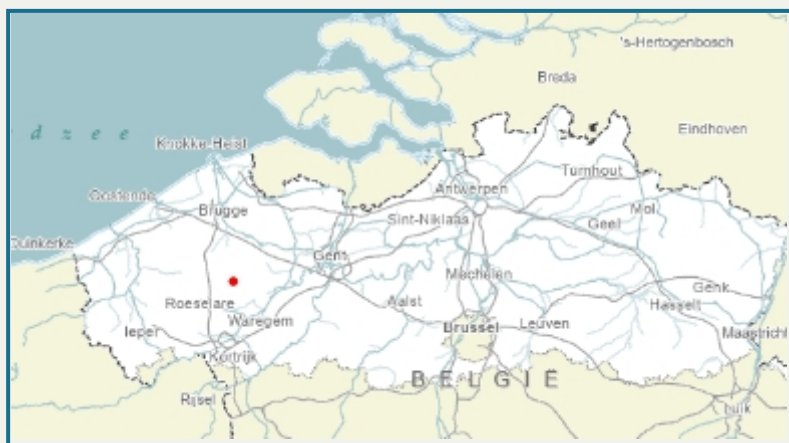 's-Hertogenbosch
Breda
d z e e
Eindhoven
Knokke-Heist
Turnhout
Antwerpen
Oostende
Mol
Brugge
Sint-Niklaas
Geel
Duinkerke
Gent
Mechelen
Genk
Roeselare
Aalst
Hasselt
Waregem
Ieper
Brussel
Leuven
Maastricht
Kortrijk
BELGIË
Rijsel
Luik